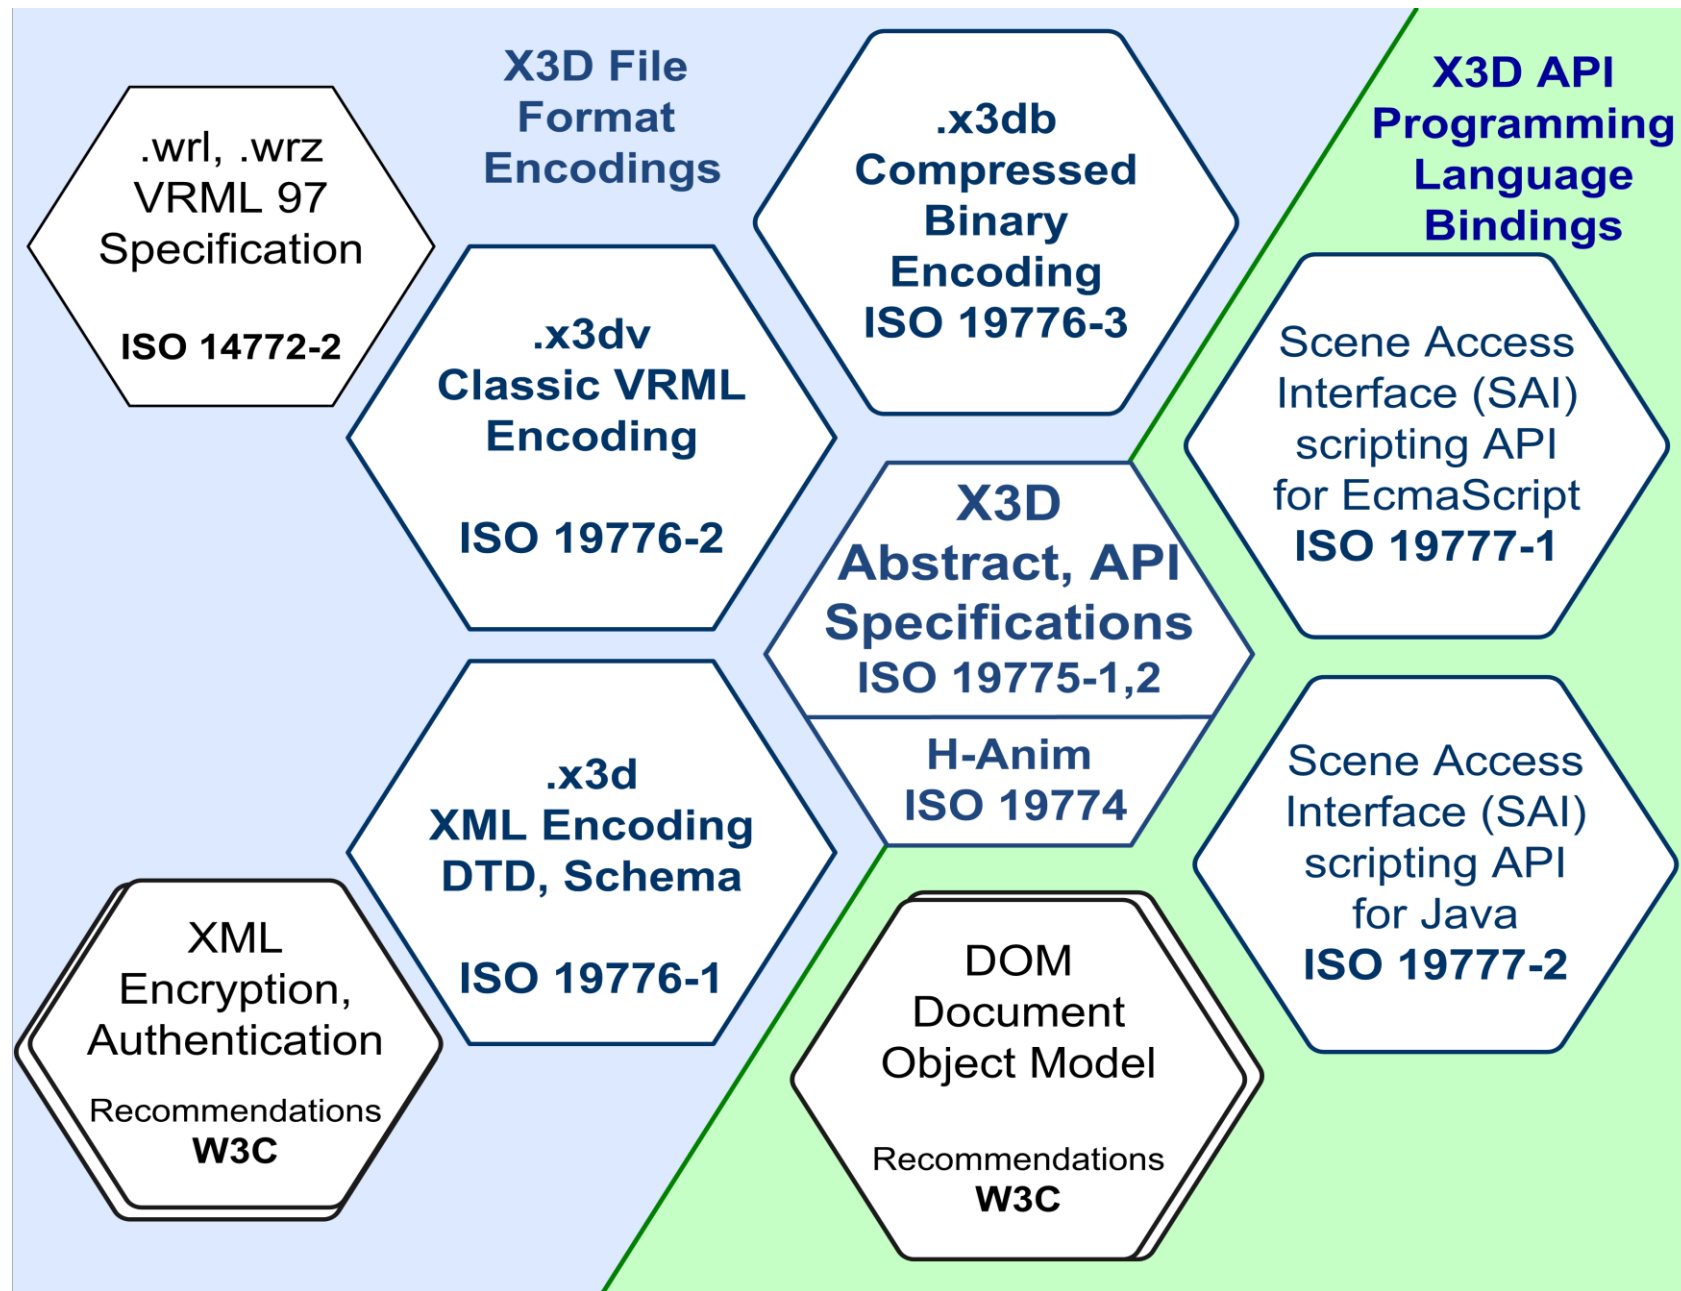 X3D File
Format
Encodings
X3D API
Programming
Language
Bindings
.wrl, .wrz
VRML 97
Specification
ISO 14772-2
.x3db
Compressed
Binary
Encoding
ISO 19776-3
.x3dv
Classic VRML
Encoding
ISO 19776-2
Scene Access
Interface (SAI)
scripting API
for EcmaScript
ISO 19777-1
X3D
Abstract, API
Specifications
ISO 19775-1,2
H-Anim
ISO 19774
.x3d
XML Encoding
DTD, Schema
ISO 19776-1
Scene Access
Interface (SAI)
scripting API
for Java
ISO 19777-2
XML
Encryption,
Authentication
Recommendations
W3C
DOM
Document
Object Model
Recommendations
W3C